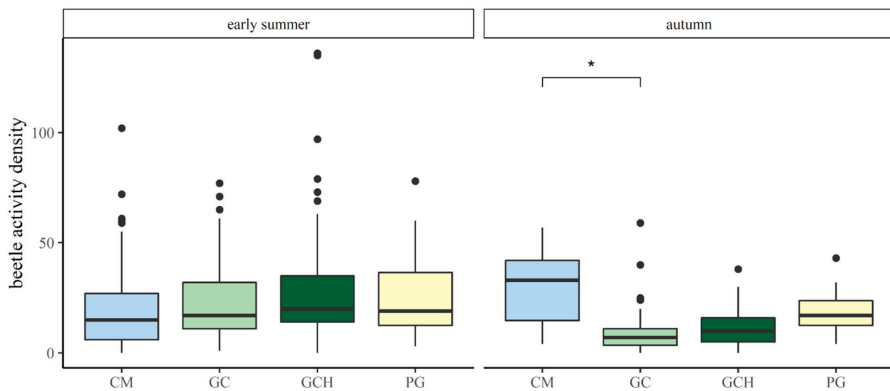 early summer autumn
*
beetle activity density
100
50
0
CM GC GCH PG CM GC GCH PG